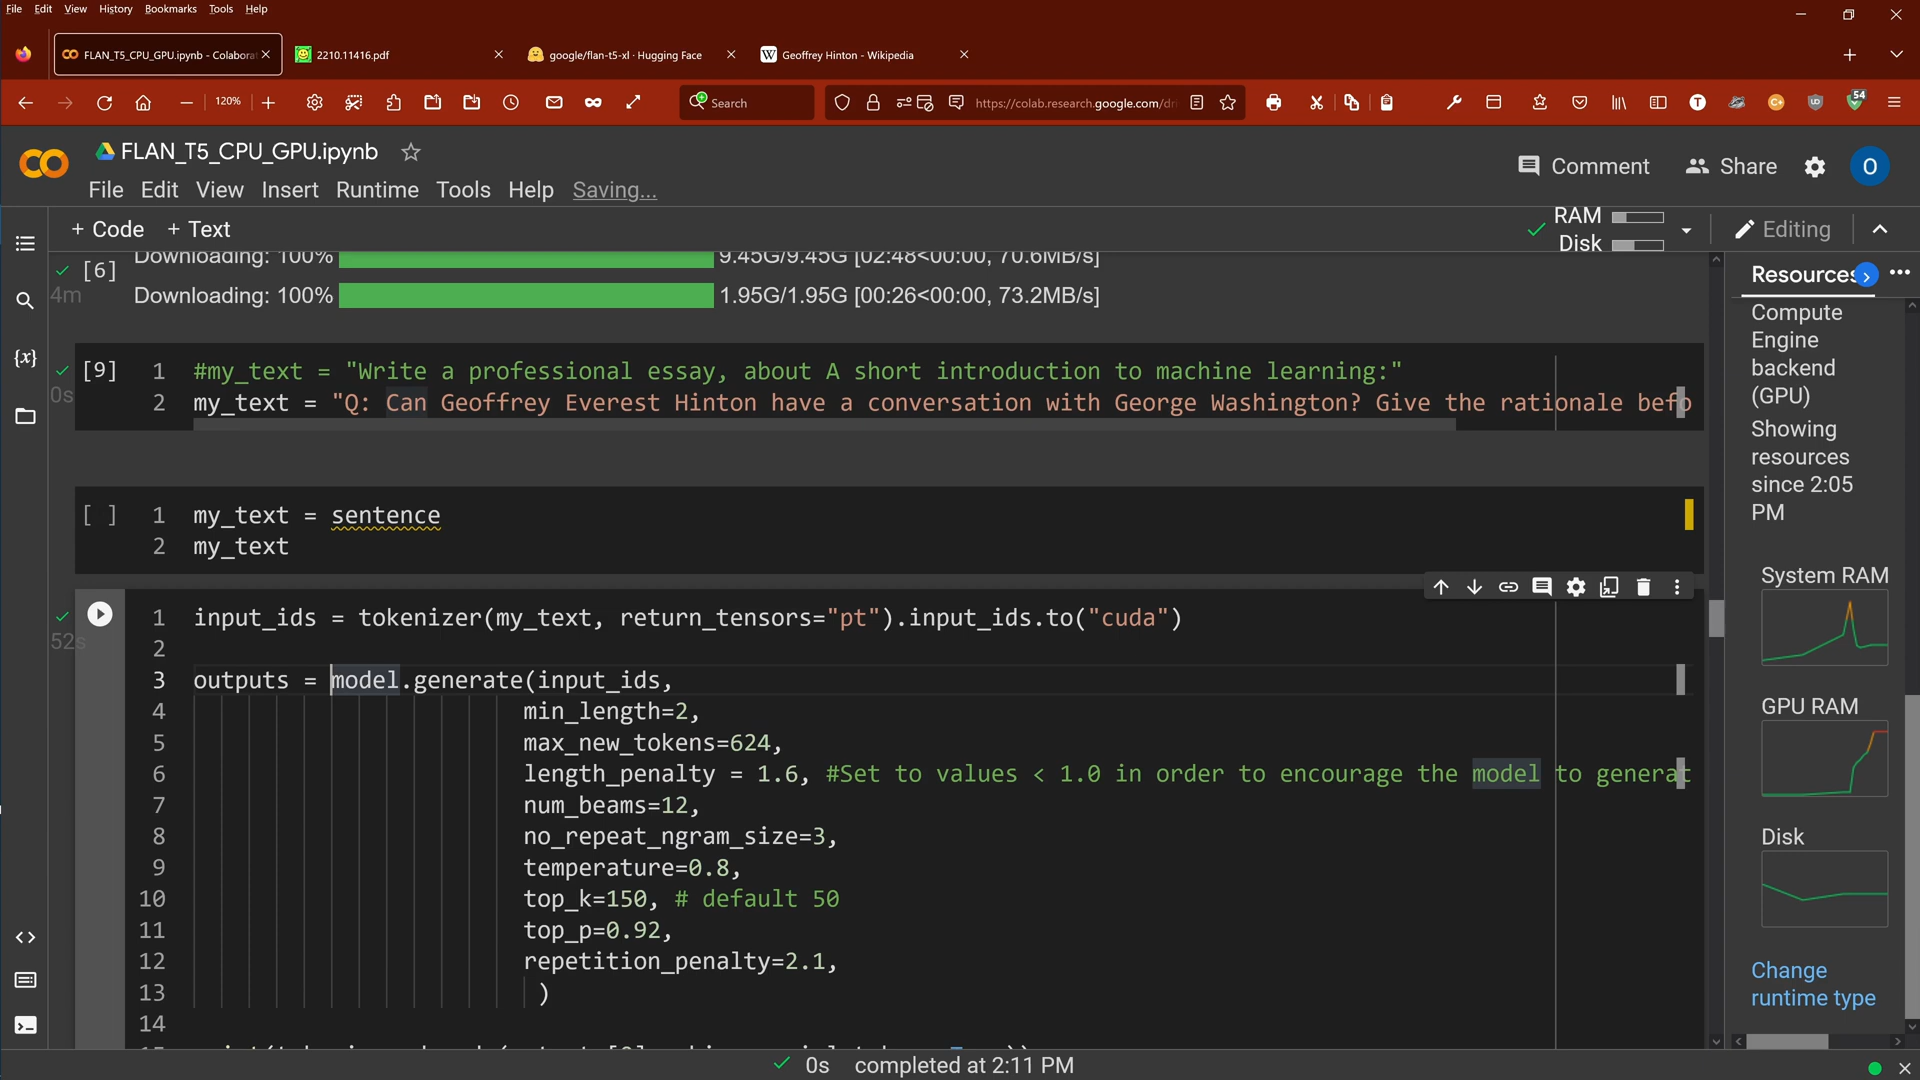 File Edit View History Bookmarks Tools Help
FLAN_T5_CPU_GPU.ipynb - Colabora
2210.11416.pdf
google/flan-t5-xl · Hugging Face
Geoffrey Hinton - Wikipedia
120%
Search
https://colab.research.google.com/dri
54
FLAN_T5_CPU_GPU.ipynb
Comment
Share
O
File Edit View Insert Runtime Tools Help Saving...
+ Code + Text
RAM
Disk
Editing
[6]
4m
Downloading: 100% 9.45G/9.45G [02:48<00:00, 70.6MB/s]
Downloading: 100% 1.95G/1.95G [00:26<00:00, 73.2MB/s]
[9]
0s
1 #my_text = "Write a professional essay, about A short introduction to machine learning:"
2 my_text = "Q: Can Geoffrey Everest Hinton have a conversation with George Washington? Give the rationale befo
[ ]
1 my_text = sentence
2 my_text
52s
1 input_ids = tokenizer(my_text, return_tensors="pt").input_ids.to("cuda")
2
3 outputs = model.generate(input_ids,
4 min_length=2,
5 max_new_tokens=624,
6 length_penalty = 1.6, #Set to values < 1.0 in order to encourage the model to generat
7 num_beams=12,
8 no_repeat_ngram_size=3,
9 temperature=0.8,
10 top_k=150, # default 50
11 top_p=0.92,
12 repetition_penalty=2.1,
13 )
14
Resources
Compute
Engine
backend
(GPU)
Showing
resources
since 2:05
PM
System RAM
GPU RAM
Disk
Change
runtime type
0s completed at 2:11 PM